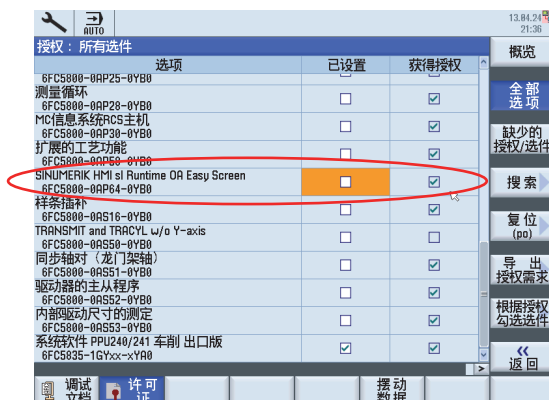 AUTO
13.04.24
21:36
授权：所有选件
概览
选项
已设置
获得授权
6FC5800-0AP25-0YB0
测量循环
6FC5800-0AP28-0YB0
MC信息系统RCS主机
6FC5800-0AP30-0YB0
扩展的工艺功能
6FC5800-0AP58-0YB0
SINUMERIK HMI sl Runtime OA Easy Screen
6FC5800-0AP64-0YB0
样条插补
6FC5800-0AS16-0YB0
TRANSMIT and TRACYL w/o Y-axis
6FC5800-0AS50-0YB0
同步轴对（龙门架轴）
6FC5800-0AS51-0YB0
驱动器的主从程序
6FC5800-0AS52-0YB0
内部驱动尺寸的测定
6FC5800-0AS53-0YB0
系统软件 PPU240/241 车削 出口版
6FC5835-1GYxx-xYA0
全部
选项
缺少的
授权/选件
搜索
复位
(po)
导 出
授权需求
根据授权
勾选选件
返回
调试
文档
许可
证
摆动
数据